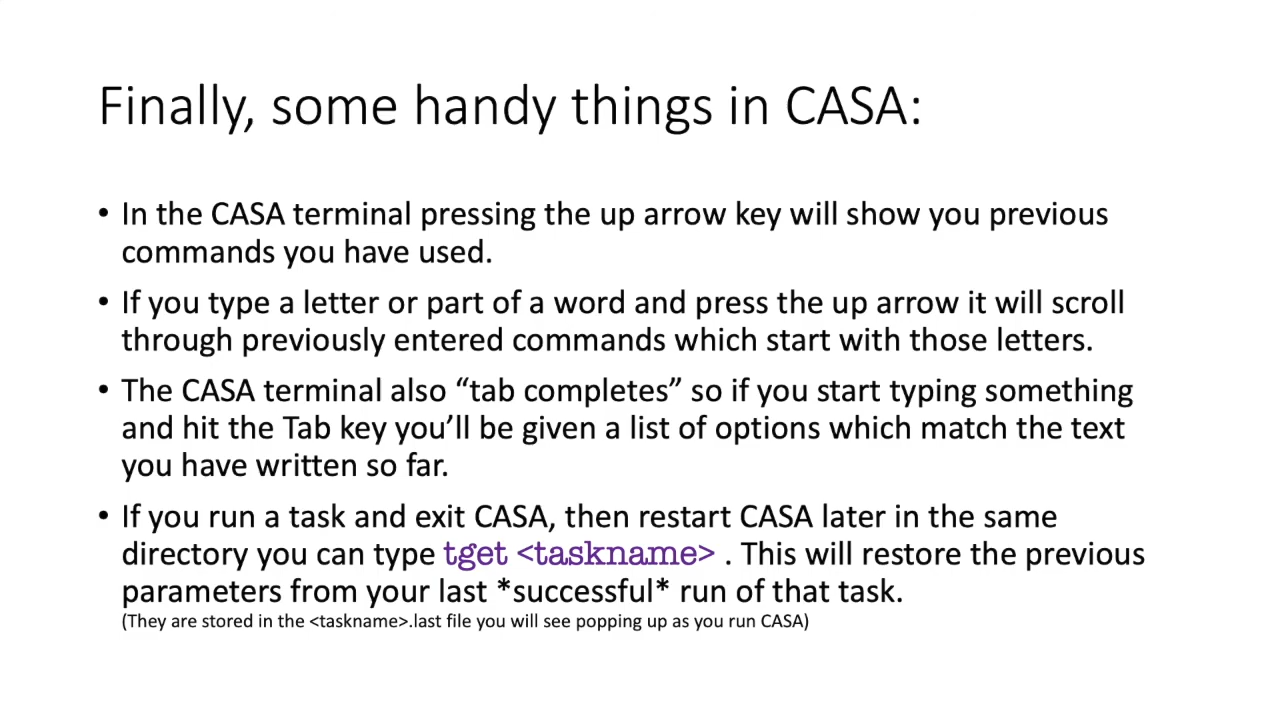 Finally, some handy things in CASA:
• In the CASA terminal pressing the up arrow key will show you previous
commands you have used.
• If you type a letter or part of a word and press the up arrow it will scroll
through previously entered commands which start with those letters.
• The CASA terminal also “tab completes” so if you start typing something
and hit the Tab key you’ll be given a list of options which match the text
you have written so far.
• If you run a task and exit CASA, then restart CASA later in the same
directory you can type tget <taskname> . This will restore the previous
parameters from your last *successful* run of that task.
(They are stored in the <taskname>.last file you will see popping up as you run CASA)